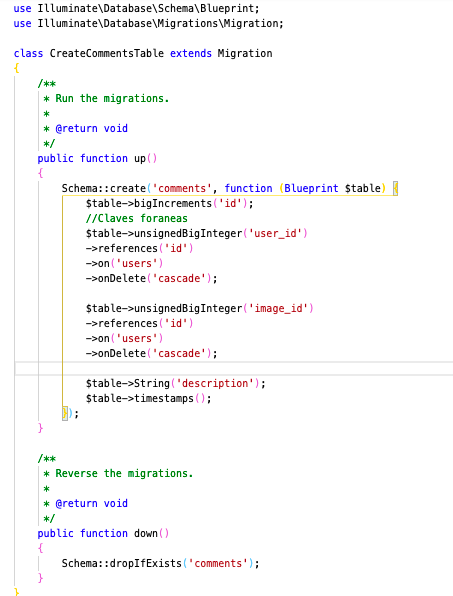 use Illuminate\Database\Schema\Blueprint;
use Illuminate\Database\Migrations\Migration;

class CreateCommentsTable extends Migration
{
    /**
     * Run the migrations.
     *
     * @return void
     */
    public function up()
    {
        Schema::create('comments', function (Blueprint $table) {
            $table->bigIncrements('id');
            //Claves foraneas
            $table->unsignedBigInteger('user_id')
            ->references('id')
            ->on('users')
            ->onDelete('cascade');

            $table->unsignedBigInteger('image_id')
            ->references('id')
            ->on('users')
            ->onDelete('cascade');

            $table->String('description');
            $table->timestamps();
        });
    }

    /**
     * Reverse the migrations.
     *
     * @return void
     */
    public function down()
    {
        Schema::dropIfExists('comments');
    }
}